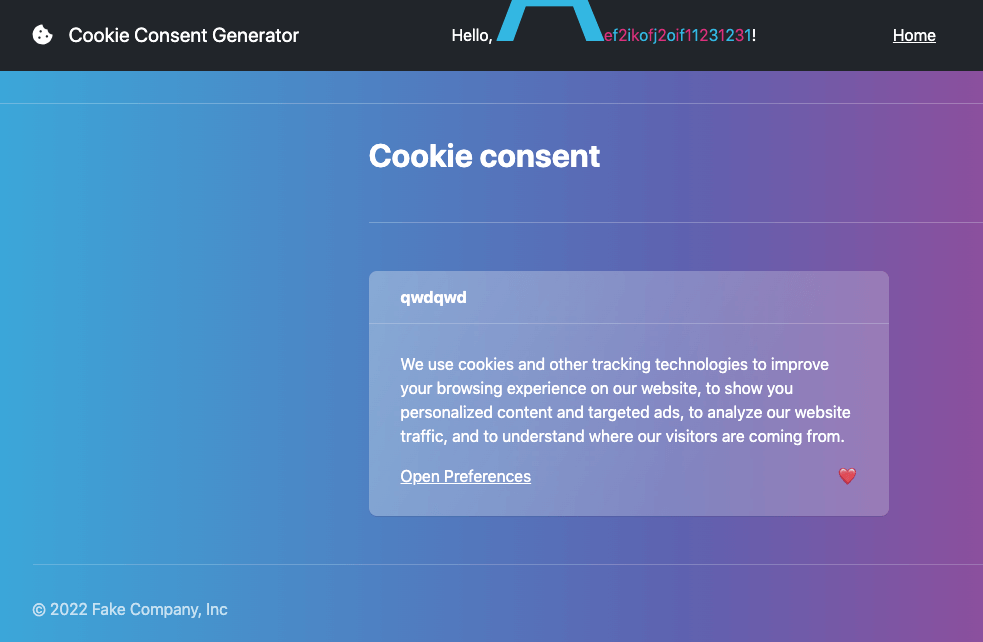 Cookie Consent Generator
Hello, Aef2ikofj2oif11231231!
Home
Cookie consent
qwdqwd
We use cookies and other tracking technologies to improve
your browsing experience on our website, to show you
personalized content and targeted ads, to analyze our website
traffic, and to understand where our visitors are coming from.
Open Preferences
© 2022 Fake Company, Inc